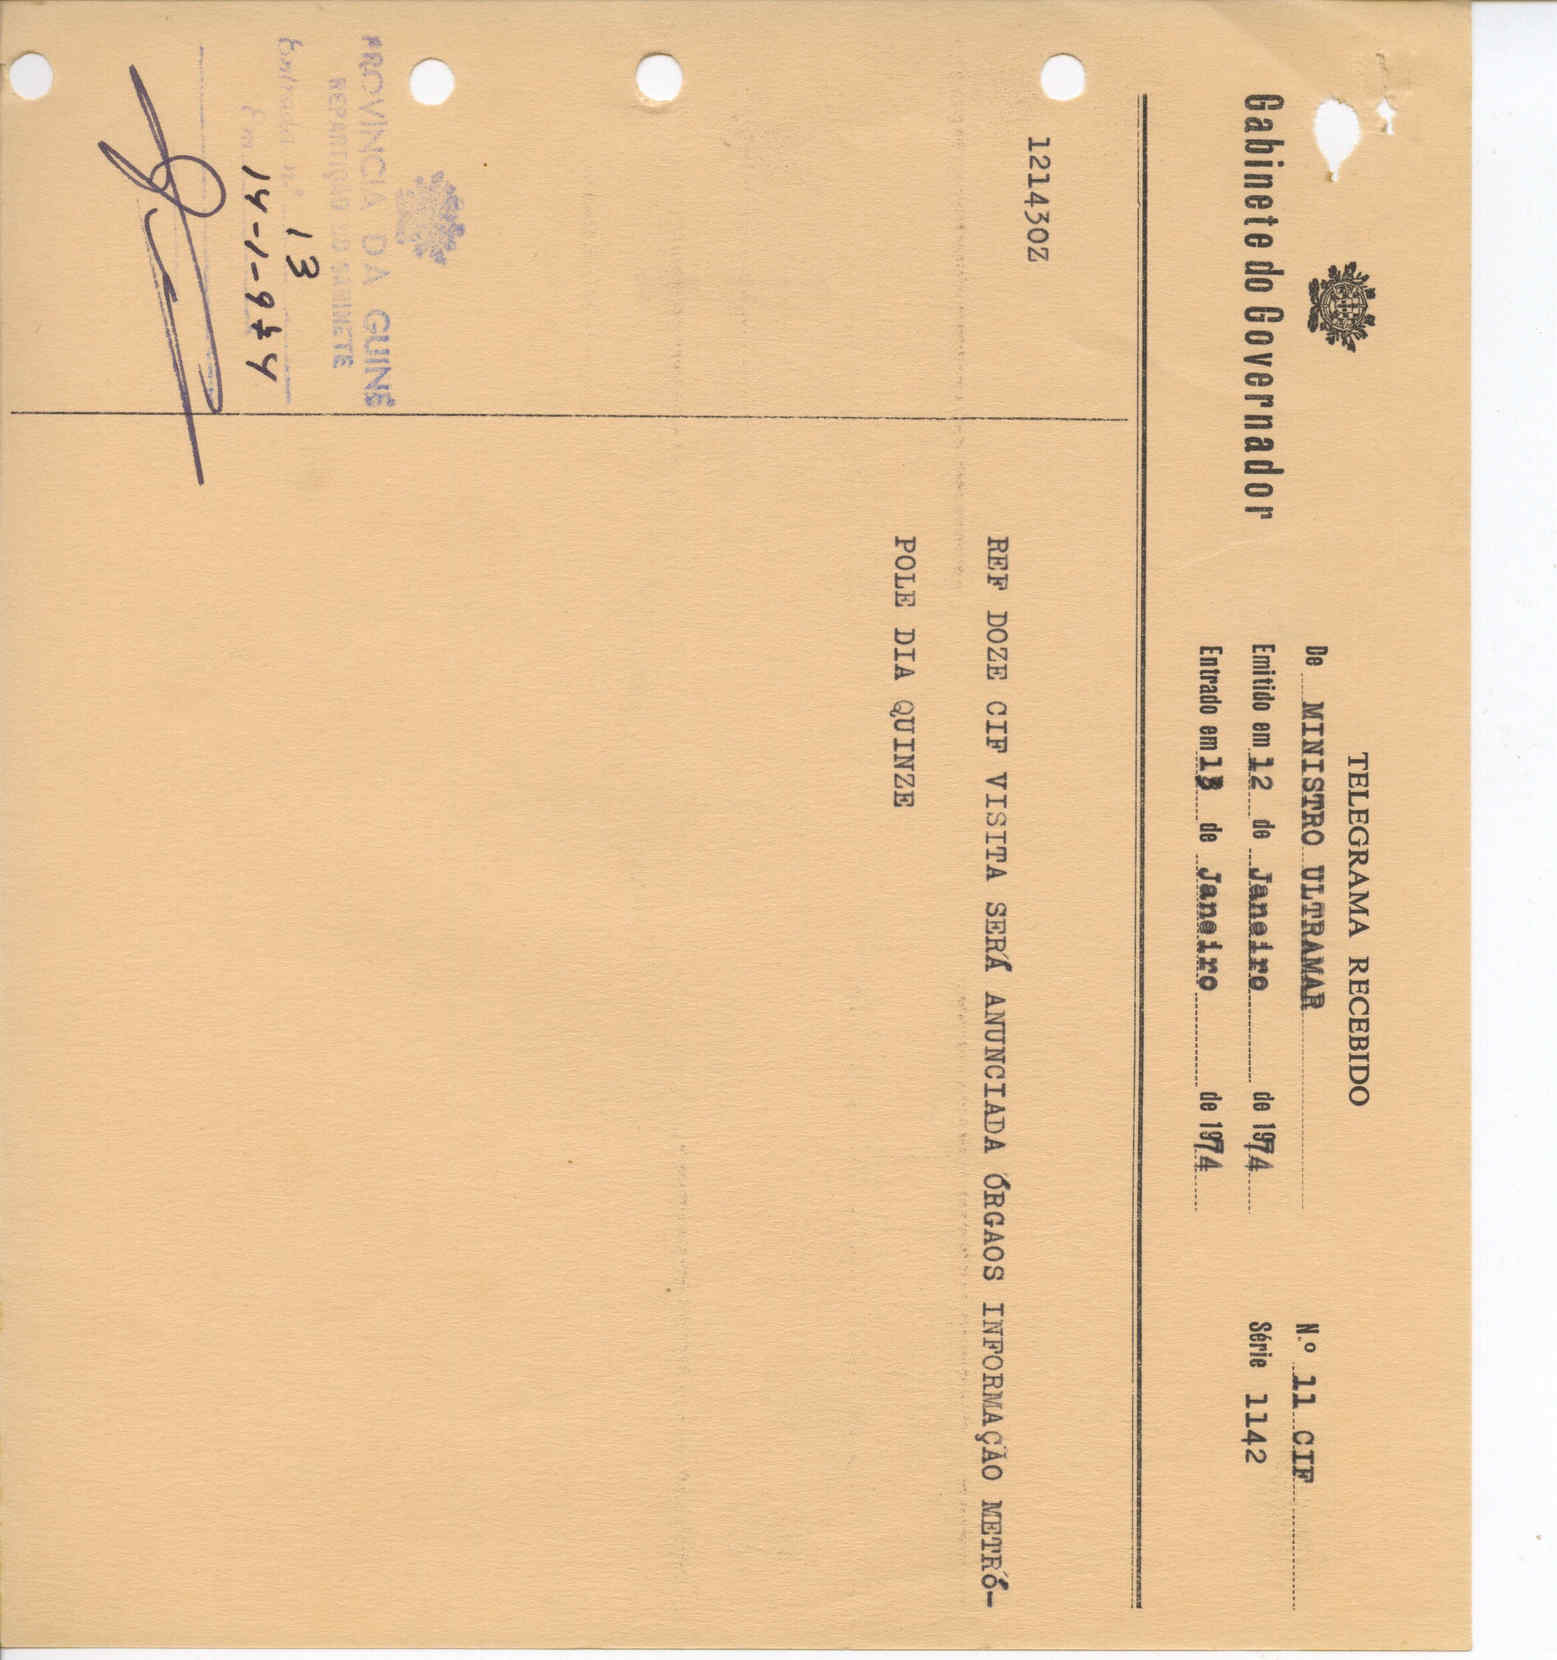 TELEGRAMA RECEBIDO
Gabinete do Governador
De MINISTRO ULTRAMAR
Emitido em 12 de Janeiro de 1974
Entrado em 13 de Janeiro de 1974
N.º 11 CIF
Série 1142
121430Z
REF DOZE CIF VISITA SERÁ ANUNCIADA ÓRGAOS INFORMAÇÃO METRÓ-
POLE DIA QUINZE
PROVINCIA DA GUINÉ
REPARTIÇÃO DO GABINETE
Entrada n.º 13
Em 14-1-974